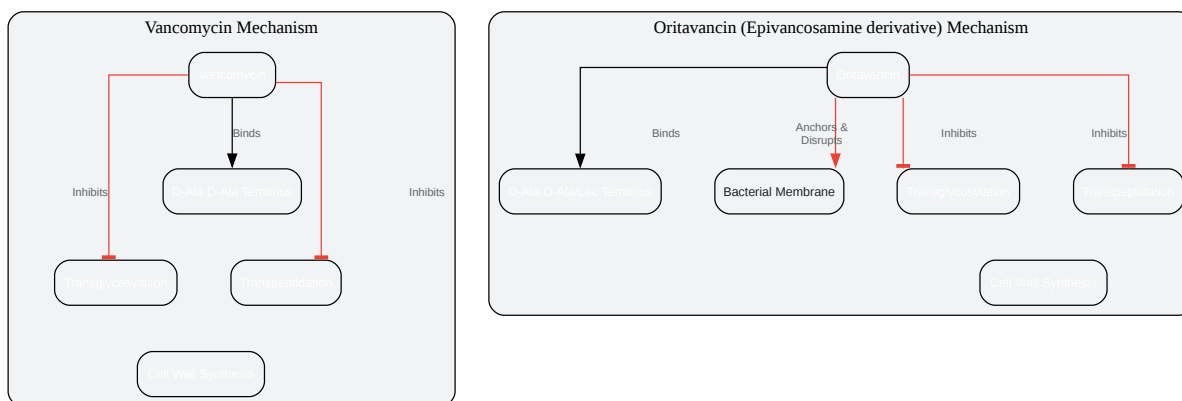 Vancomycin Mechanism
Vancomycin
Binds
D-Ala-D-Ala Terminus
Inhibits
Inhibits
Transglycosylation
Transpeptidation
Cell Wall Synthesis
Oritavancin (Epivancosamine derivative) Mechanism
Oritavancin
Binds
Anchors &
Disrupts
Inhibits
Inhibits
D-Ala-D-Ala/Lac Terminus
Bacterial Membrane
Transglycosylation
Transpeptidation
Cell Wall Synthesis